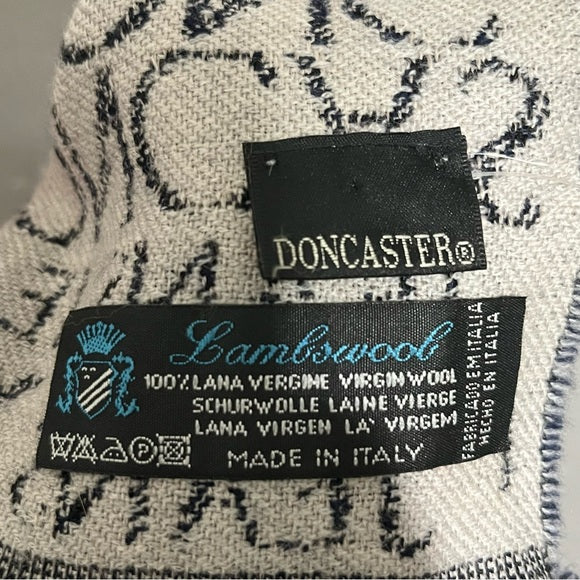 DONCASTER®
Lambswool
100% LANA VERGINE VIRGIN WOOL
SCHURWOLLE LAINE VIERGE
LANA VIRGEN LA' VIRGEM
MADE IN ITALY
FABRICADO EM ITALIA
HECHO EN ITALIA